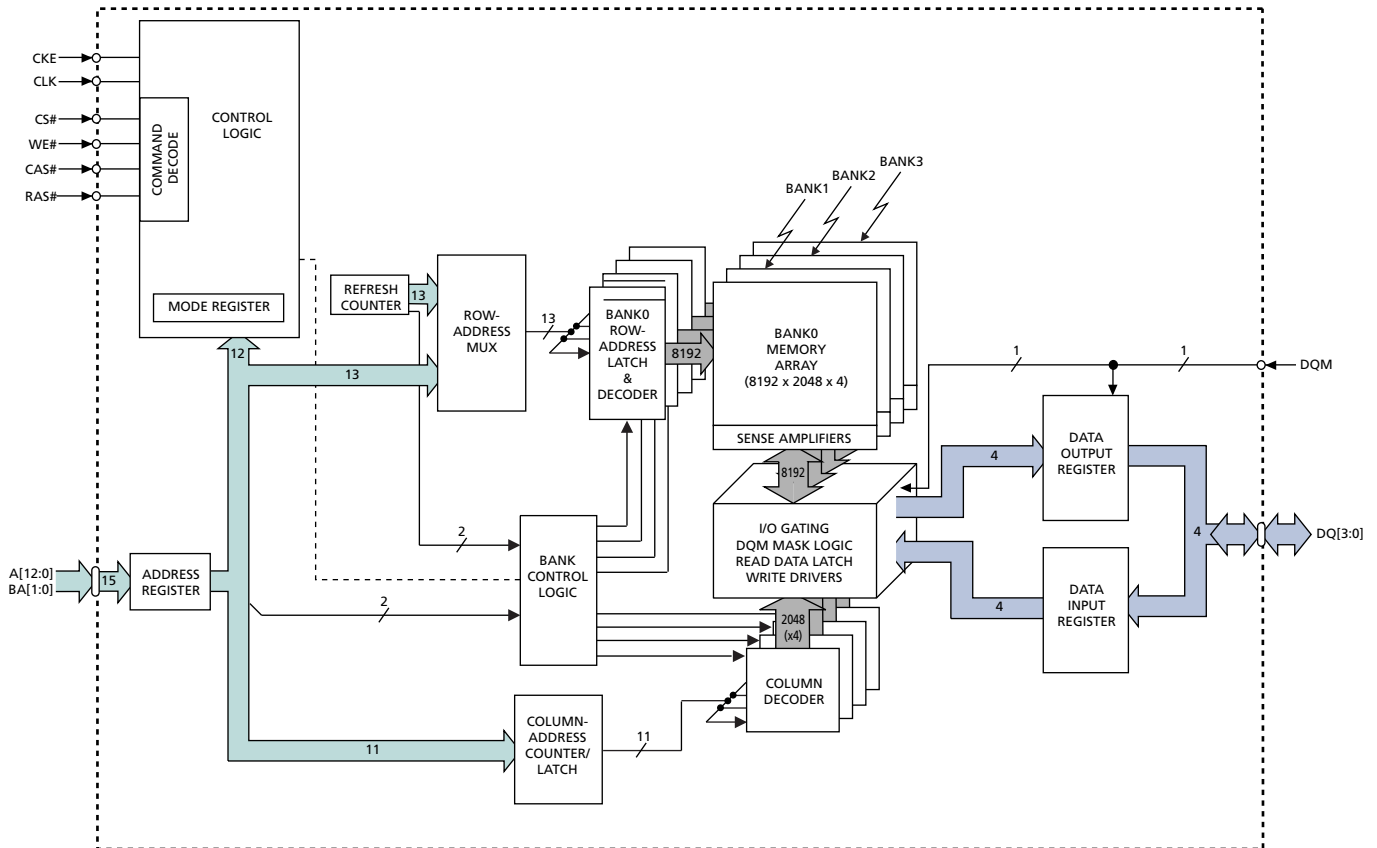 CKE
CLK
CS#
WE#
CAS#
RAS#
COMMAND
DECODE
CONTROL
LOGIC
MODE REGISTER
12
REFRESH
COUNTER
13
13
ROW-
ADDRESS
MUX
13
BANK0
ROW-
ADDRESS
LATCH
&
DECODER
8192
BANK1
BANK2
BANK3
BANK0
MEMORY
ARRAY
(8192 x 2048 x 4)
SENSE AMPLIFIERS
8192
I/O GATING
DQM MASK LOGIC
READ DATA LATCH
WRITE DRIVERS
2048
(x4)
COLUMN
DECODER
1
1
DQM
4
DATA
OUTPUT
REGISTER
4
DQ[3:0]
4
DATA
INPUT
REGISTER
A[12:0]
BA[1:0]
15
ADDRESS
REGISTER
2
2
BANK
CONTROL
LOGIC
11
COLUMN-
ADDRESS
COUNTER/
LATCH
11